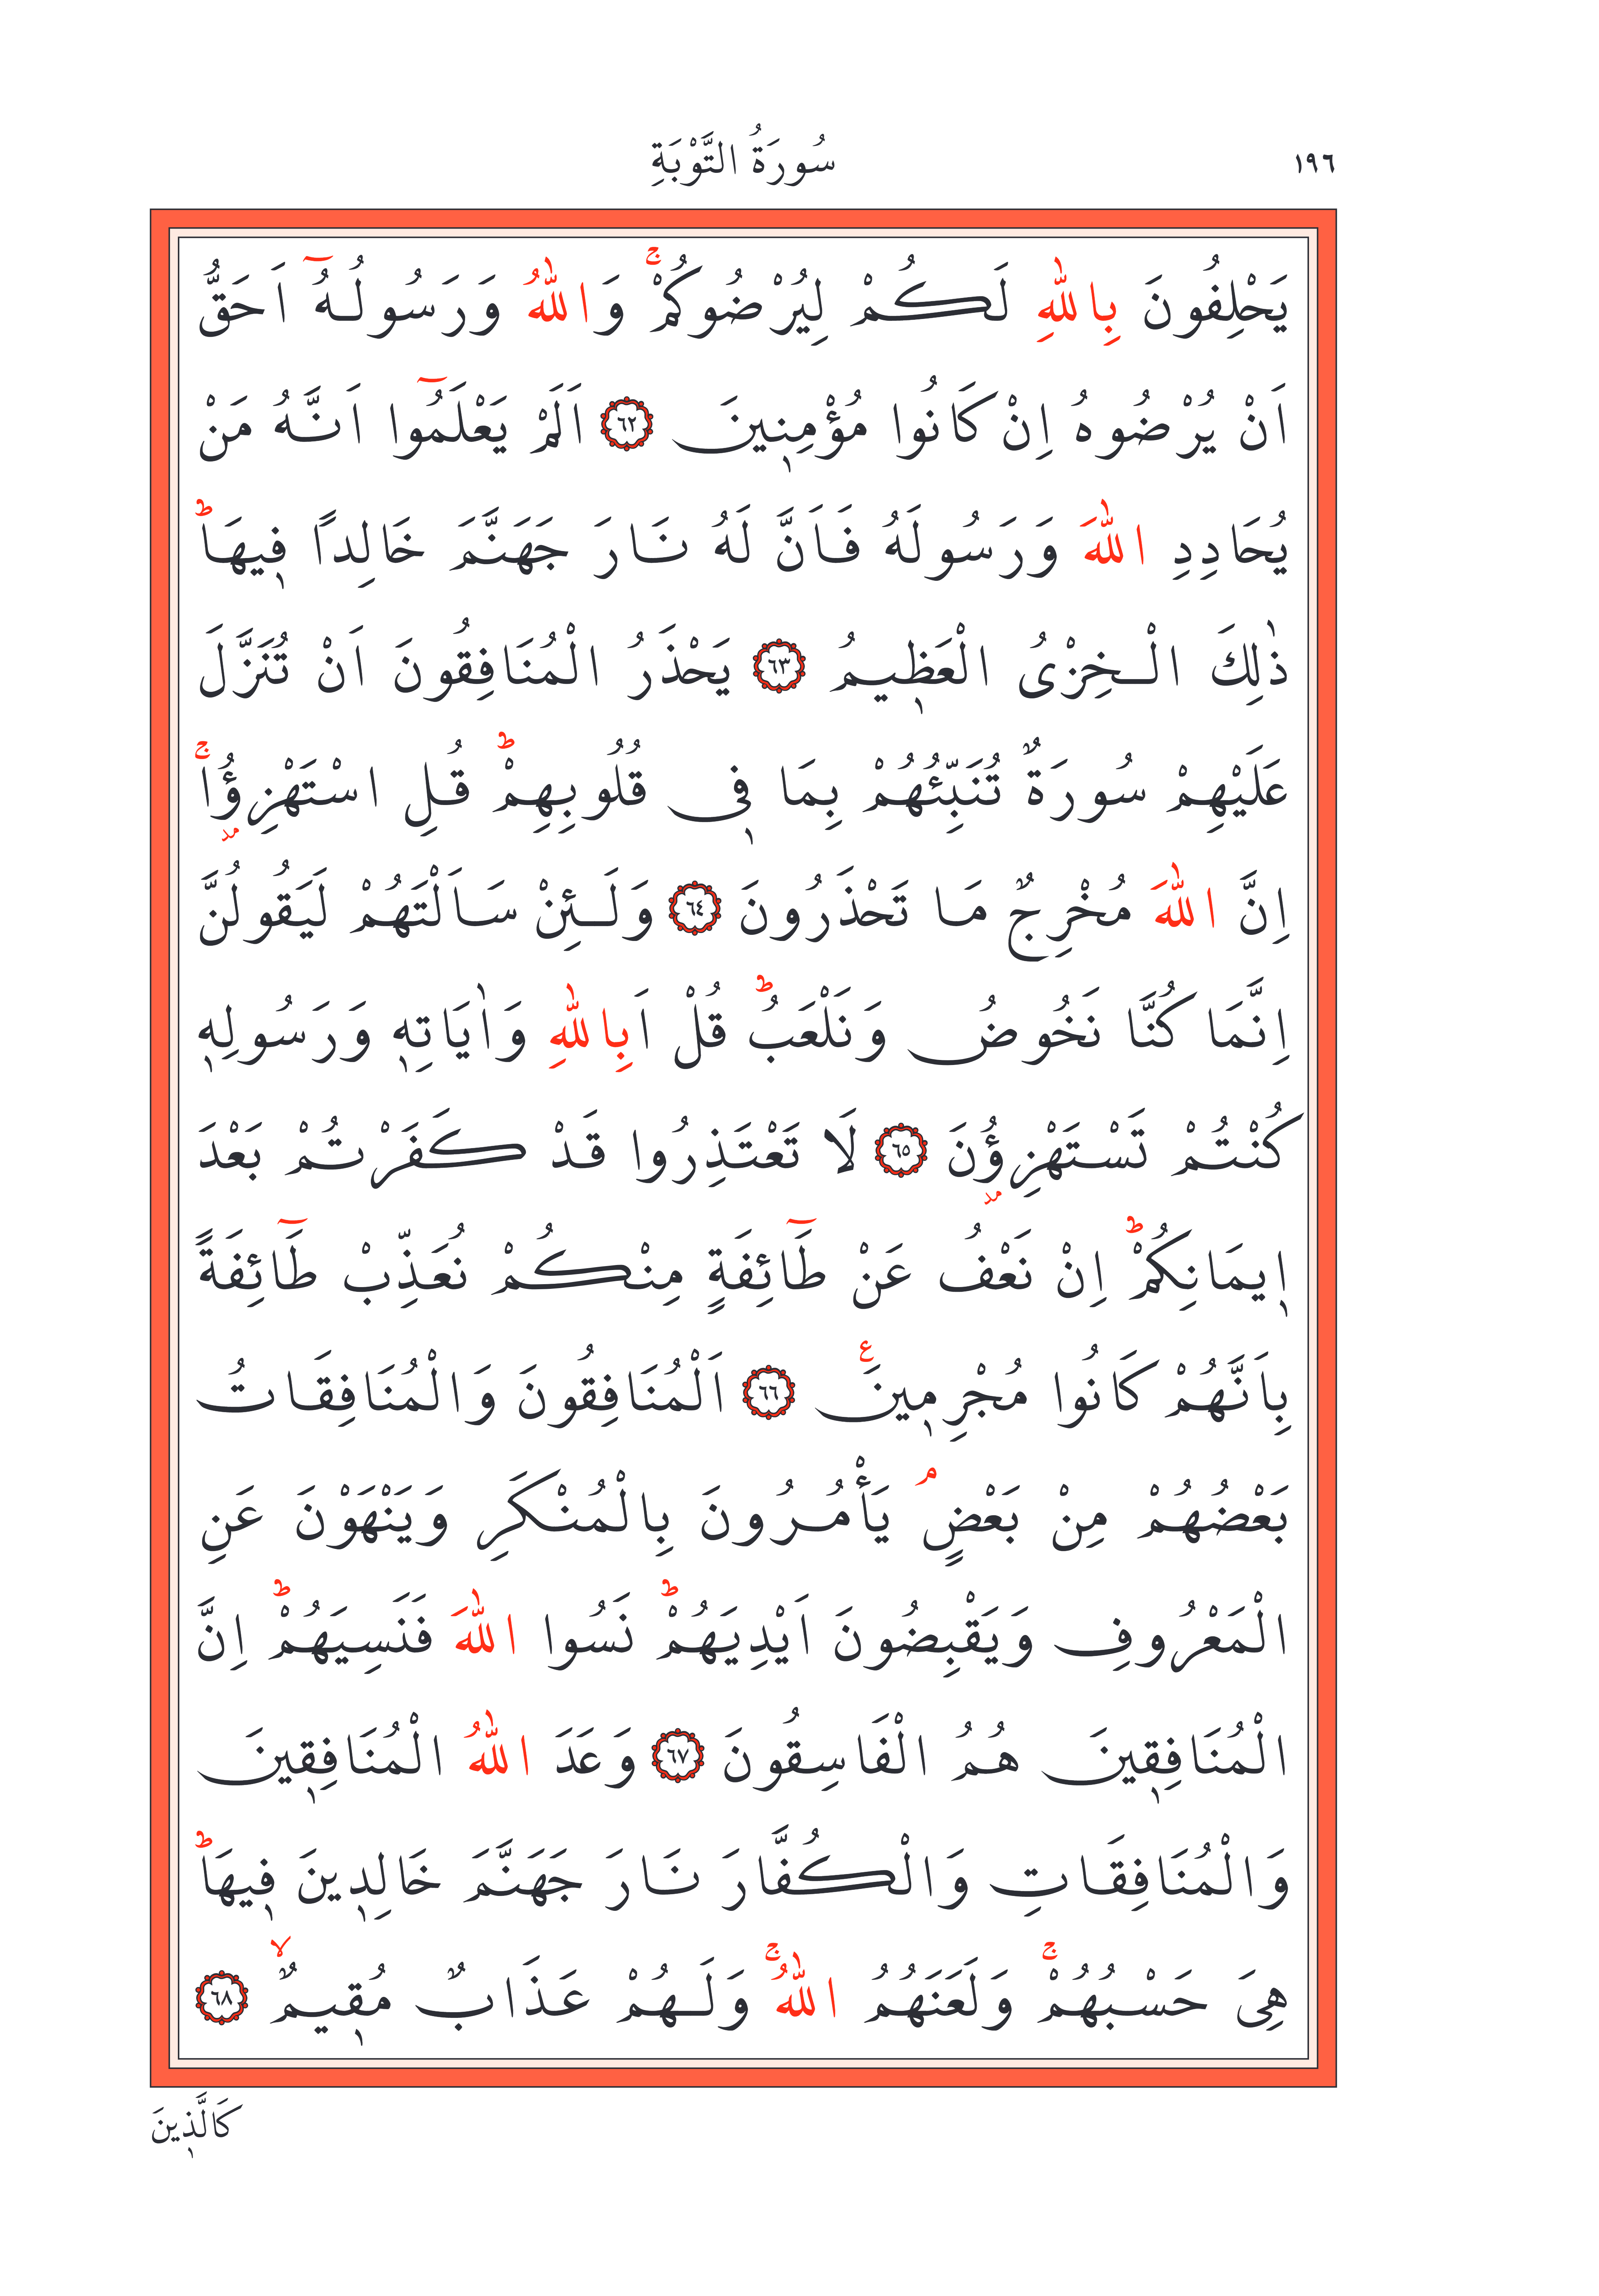 ١٩٦
سُورَةُ التَّوْبَةِ
يَحْلِفُونَ بِاللّٰهِ لَكُمْ لِيُرْضُوكُمْۚ وَاللّٰهُ وَرَسُولُهُٓ اَحَقُّ
اَنْ يُرْضُوهُ اِنْ كَانُوا مُؤْمِن۪ينَ ٦٢ اَلَمْ يَعْلَمُٓوا اَنَّهُ مَنْ
يُحَادِدِ اللّٰهَ وَرَسُولَهُ فَاَنَّ لَهُ نَارَ جَهَنَّمَ خَالِدًا ف۪يهَاۜ
ذٰلِكَ الْخِزْىُ الْعَظ۪يمُ ٦٣ يَحْذَرُ الْمُنَافِقُونَ اَنْ تُنَزَّلَ
عَلَيْهِمْ سُورَةٌ تُنَبِّئُهُمْ بِمَا ف۪ى قُلُوبِهِمْۜ قُلِ اسْتَهْزِؤُ۫اۚ
اِنَّ اللّٰهَ مُخْرِجٌ مَا تَحْذَرُونَ ٦٤ وَلَئِنْ سَاَلْتَهُمْ لَيَقُولُنَّ
اِنَّمَا كُنَّا نَخُوضُ وَنَلْعَبُۜ قُلْ اَبِاللّٰهِ وَاٰيَاتِه۪ وَرَسُولِه۪
كُنْتُمْ تَسْتَهْزِؤُ۫نَ ٦٥ لَا تَعْتَذِرُوا قَدْ كَفَرْتُمْ بَعْدَ
ا۪يمَانِكُمْۜ اِنْ نَعْفُ عَنْ طَٓائِفَةٍ مِنْكُمْ نُعَذِّبْ طَٓائِفَةً
بِاَنَّهُمْ كَانُوا مُجْرِم۪ينَ۟ ٦٦ اَلْمُنَافِقُونَ وَالْمُنَافِقَاتُ
بَعْضُهُمْ مِنْ بَعْضٍۢ يَأْمُرُونَ بِالْمُنْكَرِ وَيَنْهَوْنَ عَنِ
الْمَعْرُوفِ وَيَقْبِضُونَ اَيْدِيَهُمْۜ نَسُوا اللّٰهَ فَنَسِيَهُمْۜ اِنَّ
الْمُنَافِق۪ينَ هُمُ الْفَاسِقُونَ ٦٧ وَعَدَ اللّٰهُ الْمُنَافِق۪ينَ
وَالْمُنَافِقَاتِ وَالْكُفَّارَ نَارَ جَهَنَّمَ خَالِد۪ينَ ف۪يهَاۜ
هِىَ حَسْبُهُمْۚ وَلَعَنَهُمُ اللّٰهُۚ وَلَهُمْ عَذَابٌ مُق۪يمٌۙ ٦٨
كَالَّذ۪ينَ